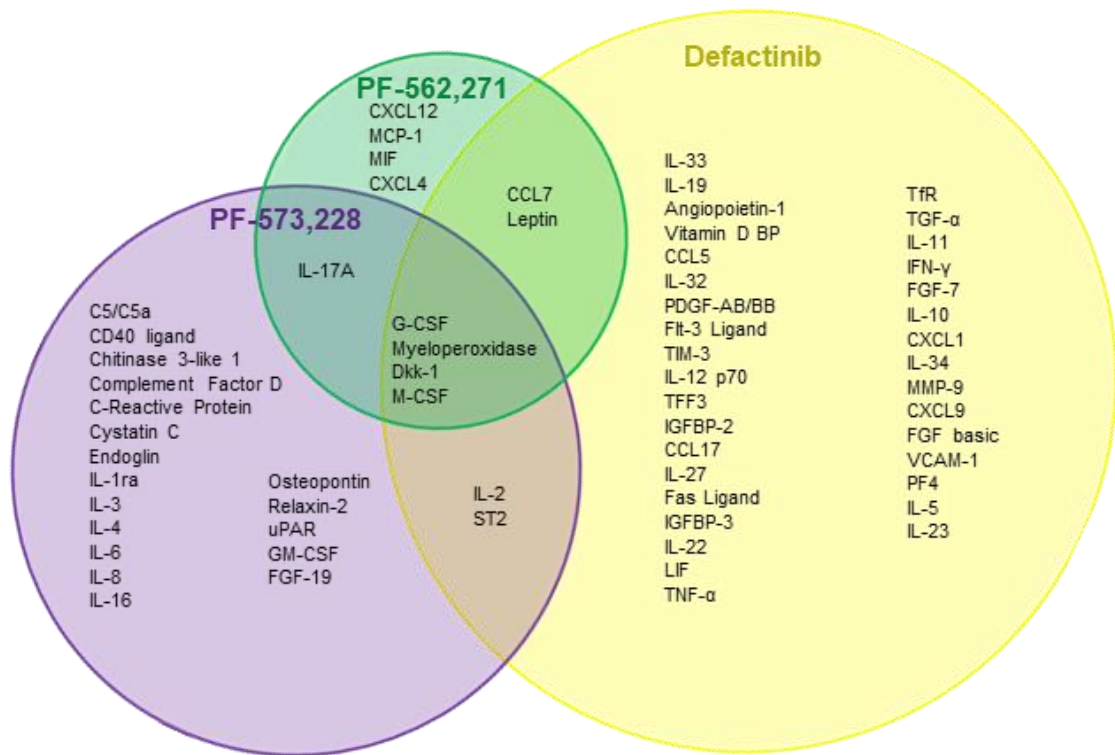 Defactinib
PF-562,271
CXCL12
MCP-1
MIF
CXCL4
CCL7
Leptin
PF-573,228
IL-17A
G-CSF
Myeloperoxidase
Dkk-1
M-CSF
C5/C5a
CD40 ligand
Chitinase 3-like 1
Complement Factor D
C-Reactive Protein
Cystatin C
Endoglin
IL-1ra
IL-3
IL-4
IL-6
IL-8
IL-16
Osteopontin
Relaxin-2
uPAR
GM-CSF
FGF-19
IL-2
ST2
IL-33
IL-19
Angiopoietin-1
Vitamin D BP
CCL5
IL-32
PDGF-AB/BB
Flt-3 Ligand
TIM-3
IL-12 p70
TFF3
IGFBP-2
CCL17
IL-27
Fas Ligand
IGFBP-3
IL-22
LIF
TNF-α
TfR
TGF-α
IL-11
IFN-γ
FGF-7
IL-10
CXCL1
IL-34
MMP-9
CXCL9
FGF basic
VCAM-1
PF4
IL-5
IL-23